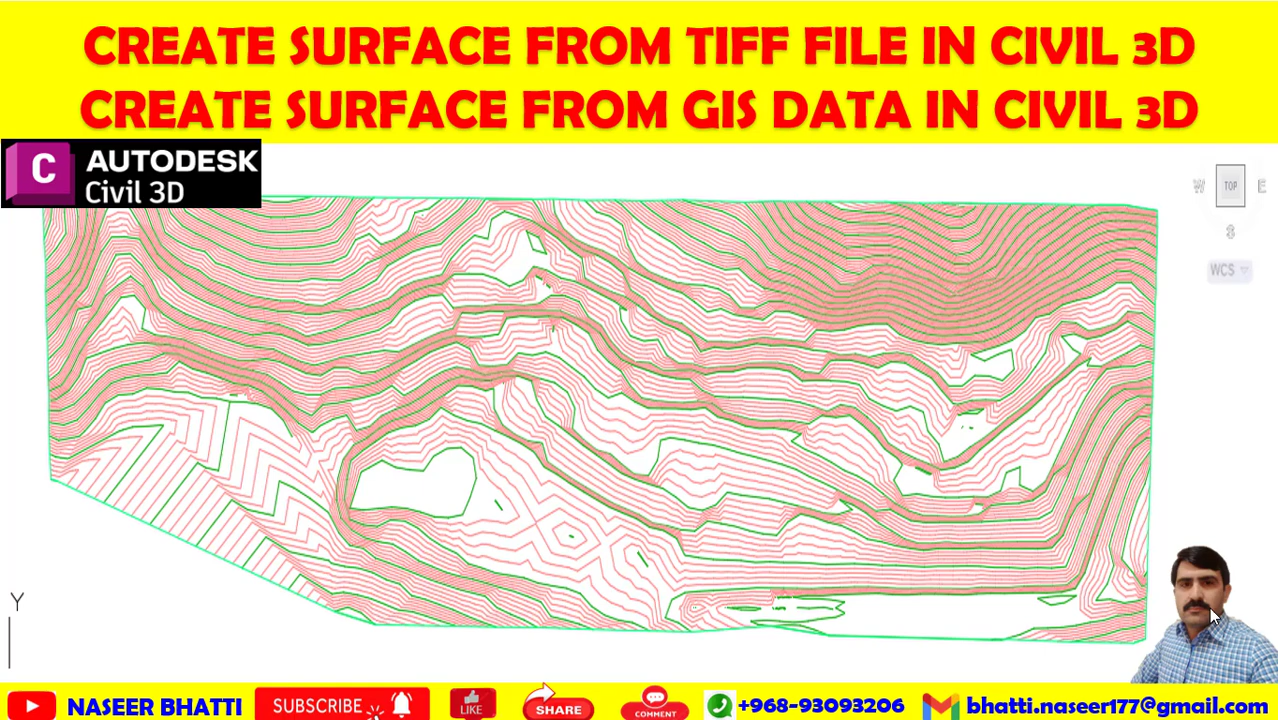 CREATE SURFACE FROM TIFF FILE IN CIVIL 3D
CREATE SURFACE FROM GIS DATA IN CIVIL 3D
C AUTODESK
Civil 3D
W TOP E
S
WCS
Y
NASEER BHATTI SUBSCRIBE LIKE SHARE COMMENT +968-93093206 bhatti.naseer177@gmail.com